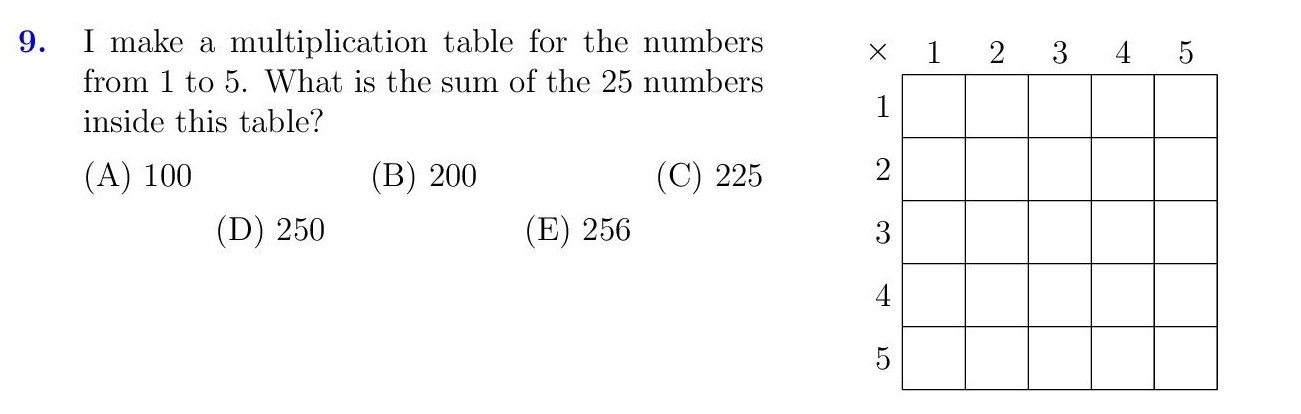 9. I make a multiplication table for the numbers
from 1 to 5. What is the sum of the 25 numbers
inside this table?
(A) 100 (B) 200 (C) 225
(D) 250 (E) 256
× 1 2 3 4 5
1
2
3
4
5